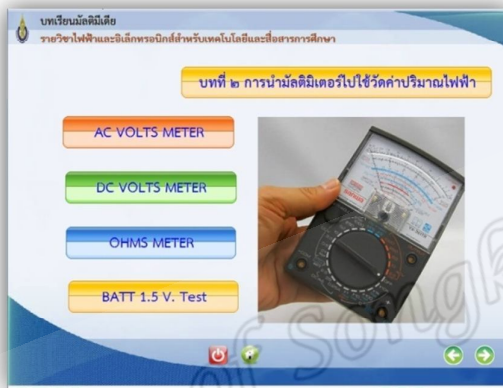 บทเรียนมัลติมีเดีย
รายวิชาไฟฟ้าและอิเล็กทรอนิกส์สำหรับเทคโนโลยีและสื่อสารการศึกษา
บทที่ ๒ การนำมัลติมิเตอร์ไปใช้วัดค่าปริมาณไฟฟ้า
AC VOLTS METER
DC VOLTS METER
OHMS METER
BATT 1.5 V. Test
of Songk